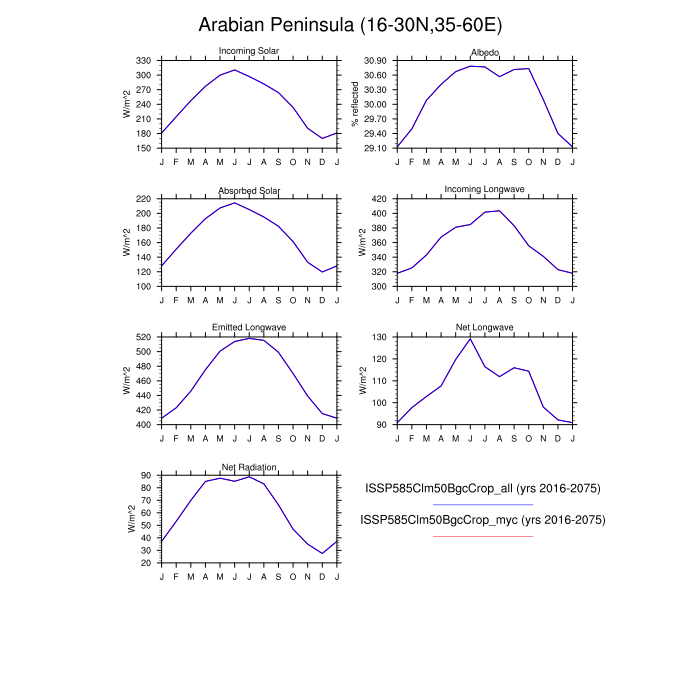 Arabian Peninsula (16-30N,35-60E)
Incoming Solar
W/m^2
330
300
270
240
210
180
150
J F M A M J J A S O N D J
Albedo
% reflected
30.90
30.60
30.30
30.00
29.70
29.40
29.10
J F M A M J J A S O N D J
Absorbed Solar
W/m^2
220
200
180
160
140
120
100
J F M A M J J A S O N D J
Incoming Longwave
W/m^2
420
400
380
360
340
320
300
J F M A M J J A S O N D J
Emitted Longwave
W/m^2
520
500
480
460
440
420
400
J F M A M J J A S O N D J
Net Longwave
W/m^2
130
120
110
100
90
J F M A M J J A S O N D J
Net Radiation
W/m^2
90
80
70
60
50
40
30
20
J F M A M J J A S O N D J
ISSP585Clm50BgcCrop_all (yrs 2016-2075)
ISSP585Clm50BgcCrop_myc (yrs 2016-2075)